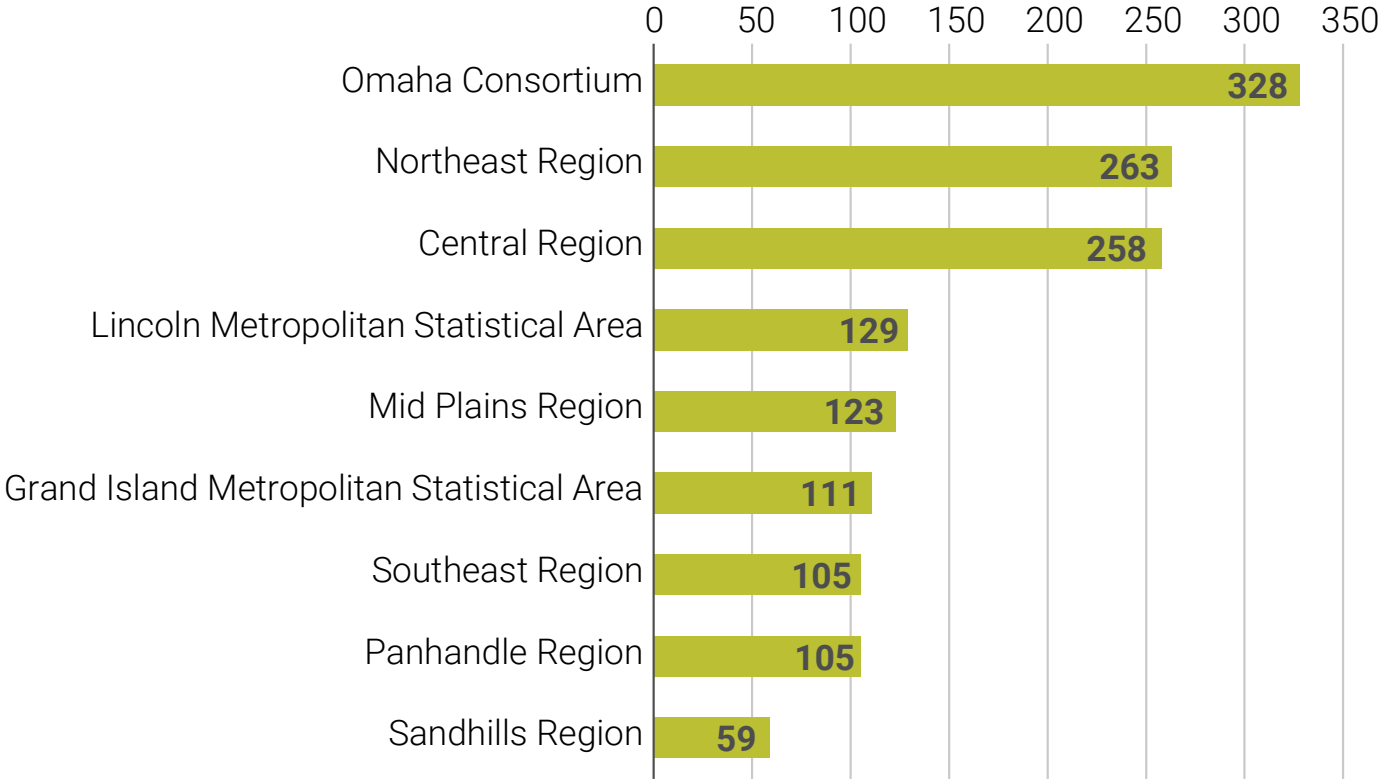 0 50 100 150 200 250 300 350
Omaha Consortium 328
Northeast Region 263
Central Region 258
Lincoln Metropolitan Statistical Area 129
Mid Plains Region 123
Grand Island Metropolitan Statistical Area 111
Southeast Region 105
Panhandle Region 105
Sandhills Region 59